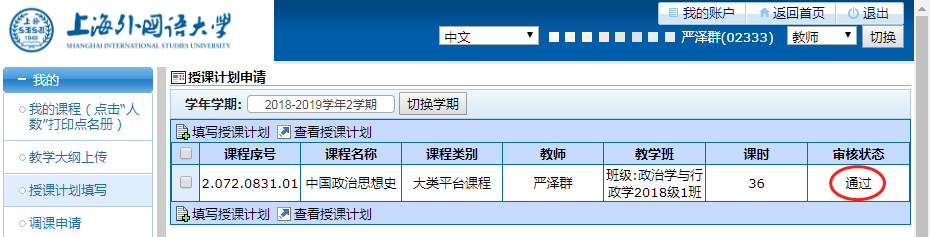 上海外国语大学
SHANGHAI INTERNATIONAL STUDIES UNIVERSITY
我的账户 返回首页 退出
中文 严泽群(02333) 教师 切换
我的
我的课程（点击“人
数”打印点名册）
教学大纲上传
授课计划填写
调课申请
授课计划申请
学年学期: 2018-2019学年2学期 切换学期
填写授课计划 查看授课计划
课程序号 课程名称 课程类别 教师 教学班 课时 审核状态
2.072.0831.01 中国政治思想史 大类平台课程 严泽群 班级:政治学与行
政学2018级1班 36 通过
填写授课计划 查看授课计划